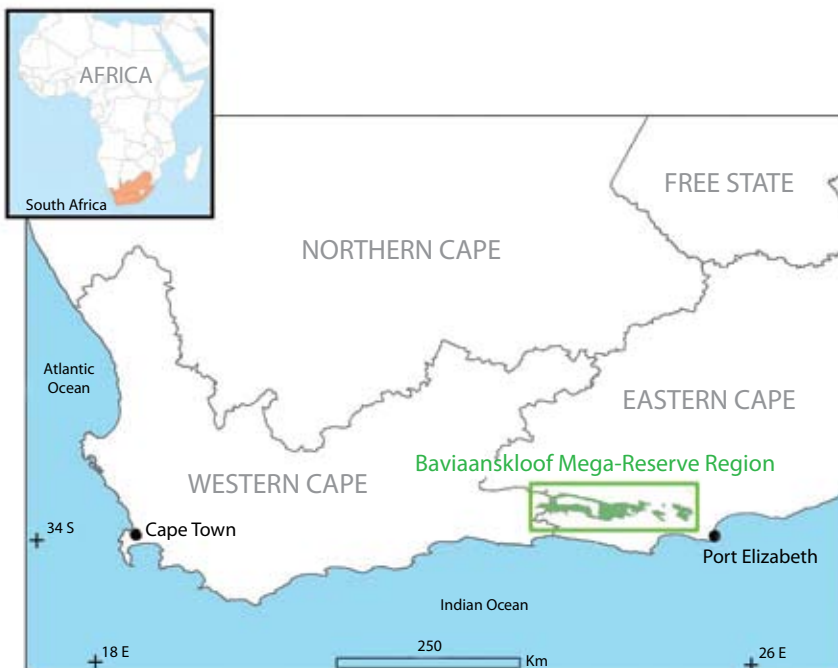 AFRICA
South Africa
FREE STATE
NORTHERN CAPE
Atlantic
Ocean
EASTERN CAPE
Baviaanskloof Mega-Reserve Region
WESTERN CAPE
34 S
Cape Town
Port Elizabeth
Indian Ocean
18 E
250
Km
26 E